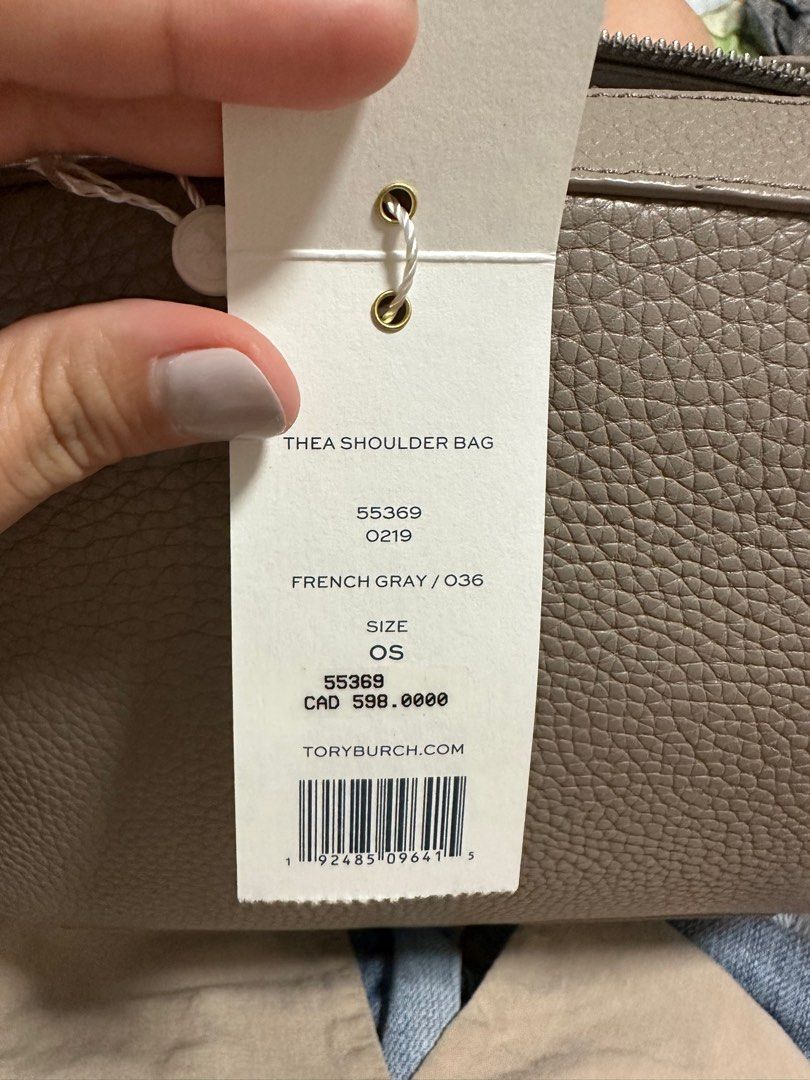 THEA SHOULDER BAG
55369
0219
FRENCH GRAY / 036
SIZE
OS
55369
CAD 598.0000
TORYBURCH.COM
1 92485 09641 5